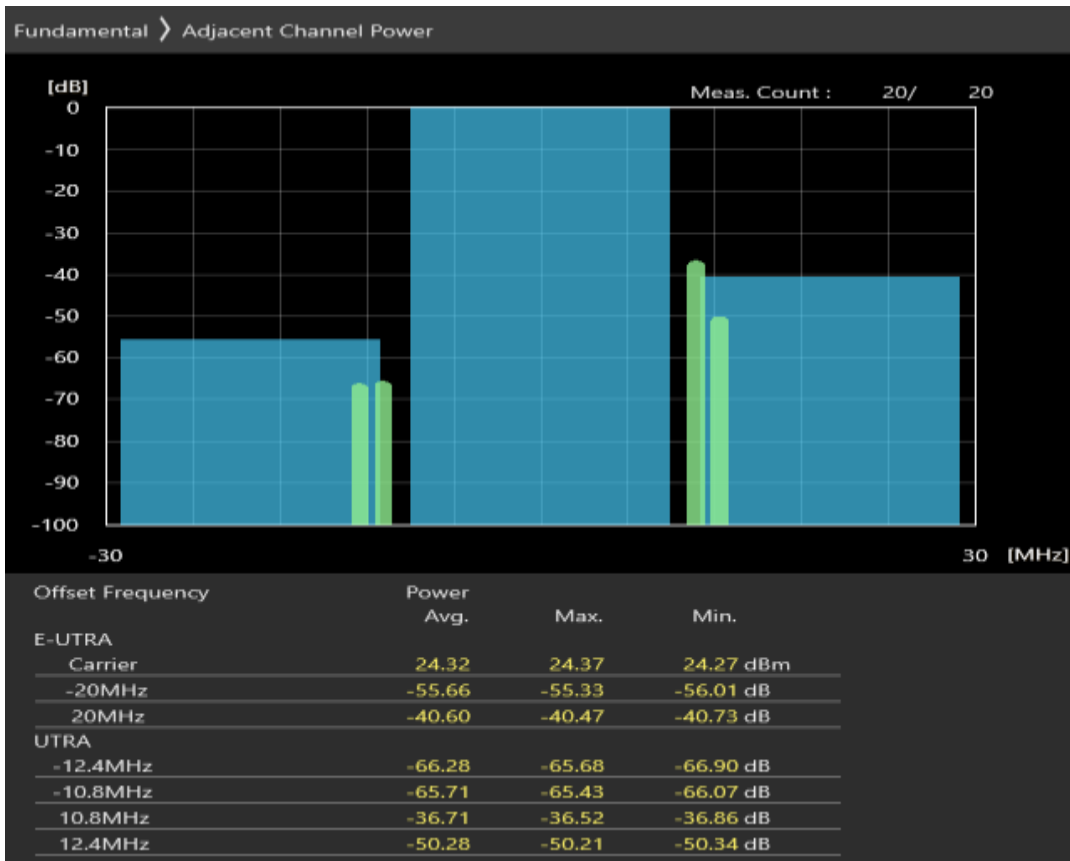 Fundamental ❯ Adjacent Channel Power
[dB]
Meas. Count : 20/ 20
0
-10
-20
-30
-40
-50
-60
-70
-80
-90
-100
-30 30 [MHz]
Offset Frequency Power
Avg. Max. Min.
E-UTRA
Carrier 24.32 24.37 24.27 dBm
-20MHz -55.66 -55.33 -56.01 dB
20MHz -40.60 -40.47 -40.73 dB
UTRA
-12.4MHz -66.28 -65.68 -66.90 dB
-10.8MHz -65.71 -65.43 -66.07 dB
10.8MHz -36.71 -36.52 -36.86 dB
12.4MHz -50.28 -50.21 -50.34 dB